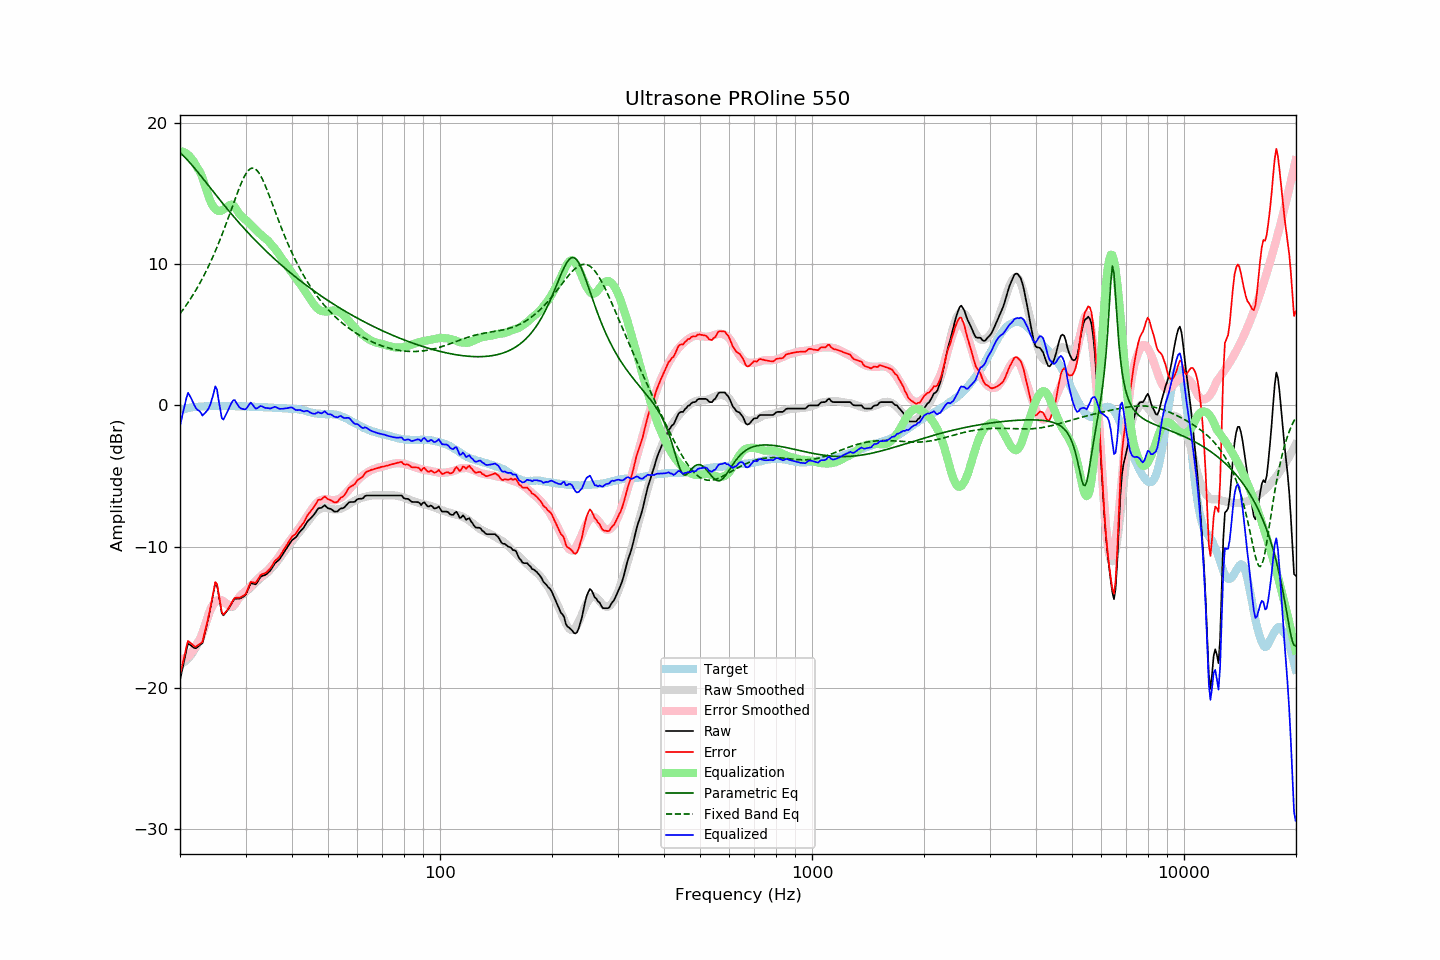 Ultrasone PROline 550
20
10
0
−10
−20
−30
Amplitude (dBr)
100
1000
10000
Frequency (Hz)
Target
Raw Smoothed
Error Smoothed
Raw
Error
Equalization
Parametric Eq
Fixed Band Eq
Equalized